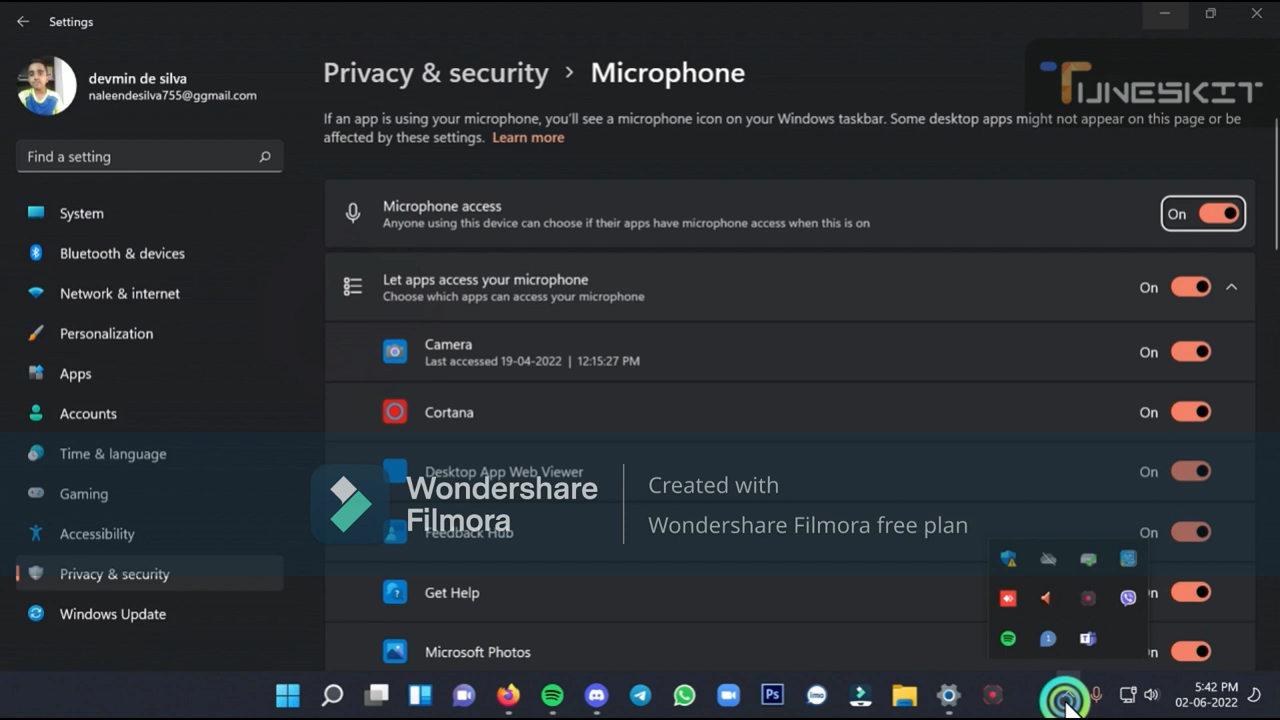 Settings
devmin de silva
naleendesilva755@ggmail.com
Find a setting
System
Bluetooth & devices
Network & internet
Personalization
Apps
Accounts
Time & language
Gaming
Accessibility
Privacy & security
Windows Update
Privacy & security > Microphone
TUNESKIT
If an app is using your microphone, you'll see a microphone icon on your Windows taskbar. Some desktop apps might not appear on this page or be
affected by these settings. Learn more
Microphone access
Anyone using this device can choose if their apps have microphone access when this is on
On
Let apps access your microphone
Choose which apps can access your microphone
On
Camera
Last accessed 19-04-2022 | 12:15:27 PM
On
Cortana
On
Desktop App Web Viewer
On
Wondershare
Filmora
Created with
Wondershare Filmora free plan
Feedback Hub
On
Get Help
Microsoft Photos
Ps
imo
5:42 PM
02-06-2022